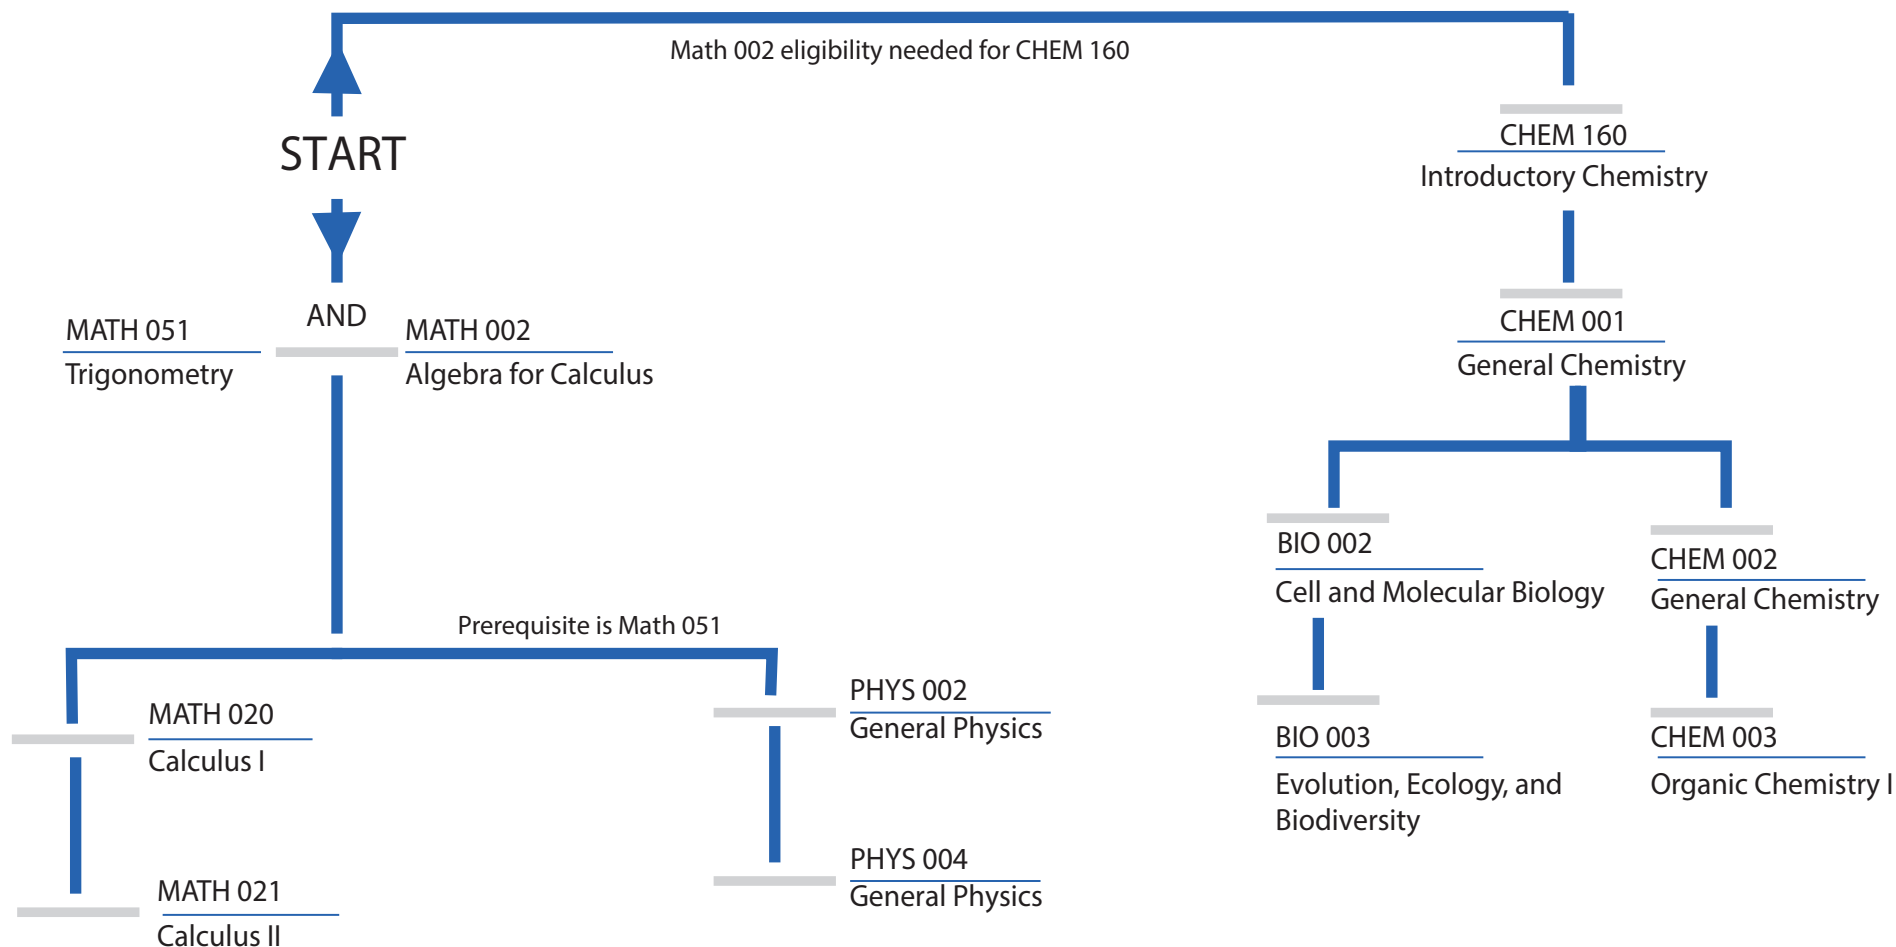 Math 002 eligibility needed for CHEM 160
START
AND
MATH 051
Trigonometry
MATH 002
Algebra for Calculus
CHEM 160
Introductory Chemistry
CHEM 001
General Chemistry
Prerequisite is Math 051
MATH 020
Calculus I
MATH 021
Calculus II
PHYS 002
General Physics
PHYS 004
General Physics
BIO 002
Cell and Molecular Biology
BIO 003
Evolution, Ecology, and
Biodiversity
CHEM 002
General Chemistry
CHEM 003
Organic Chemistry I